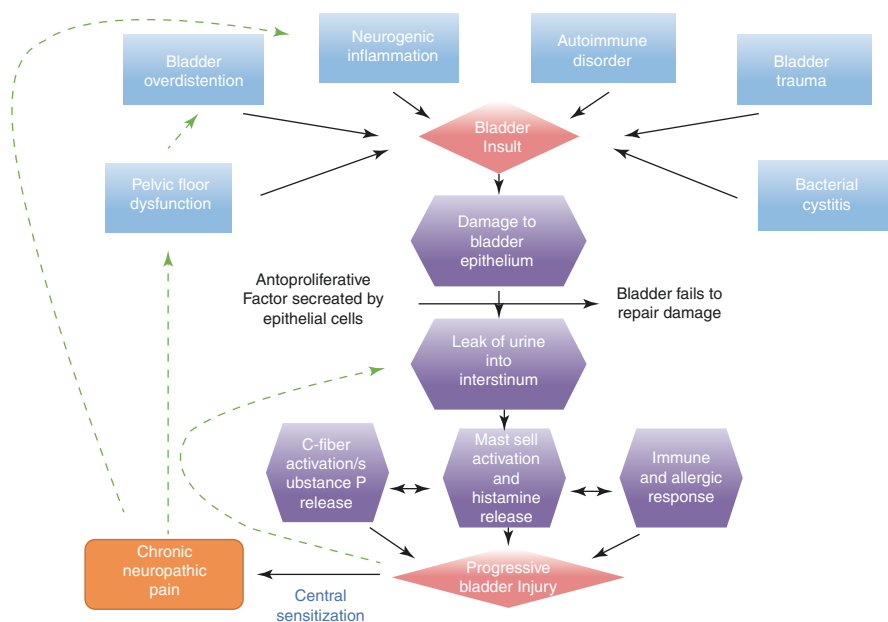 Bladder
overdistention
Neurogenic
inflammation
Autoimmune
disorder
Bladder
trauma
Bladder
Insult
Pelvic floor
dysfunction
Bacterial
cystitis
Damage to
bladder
epithelium
Antoproliferative
Factor secreated by
epithelial cells
Bladder fails to
repair damage
Leak of urine
into
interstinum
C-fiber
activation/s
ubstance P
release
Mast sell
activation
and
histamine
release
Immune
and allergic
response
Chronic
neuropathic
pain
Central
sensitization
Progressive
bladder Injury